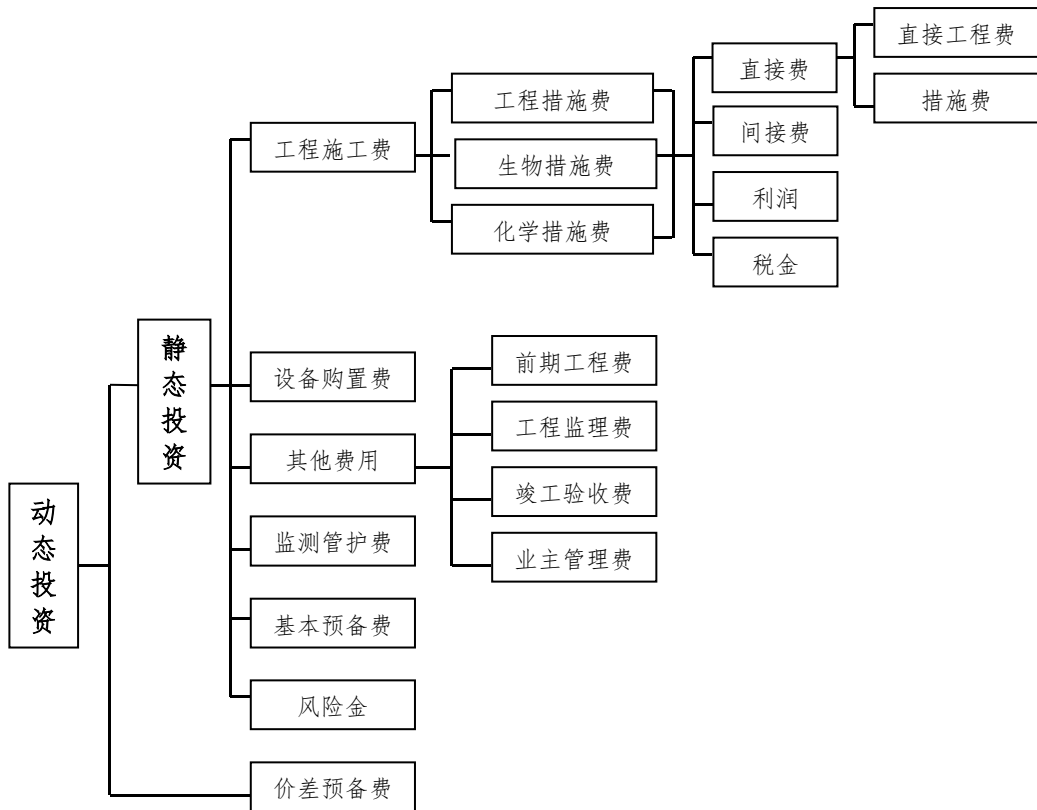 直接工程费
直接费
工程措施费
措施费
间接费
工程施工费
生物措施费
利润
化学措施费
税金
静态投资
前期工程费
设备购置费
工程监理费
其他费用
竣工验收费
动态投资
监测管护费
业主管理费
基本预备费
风险金
价差预备费